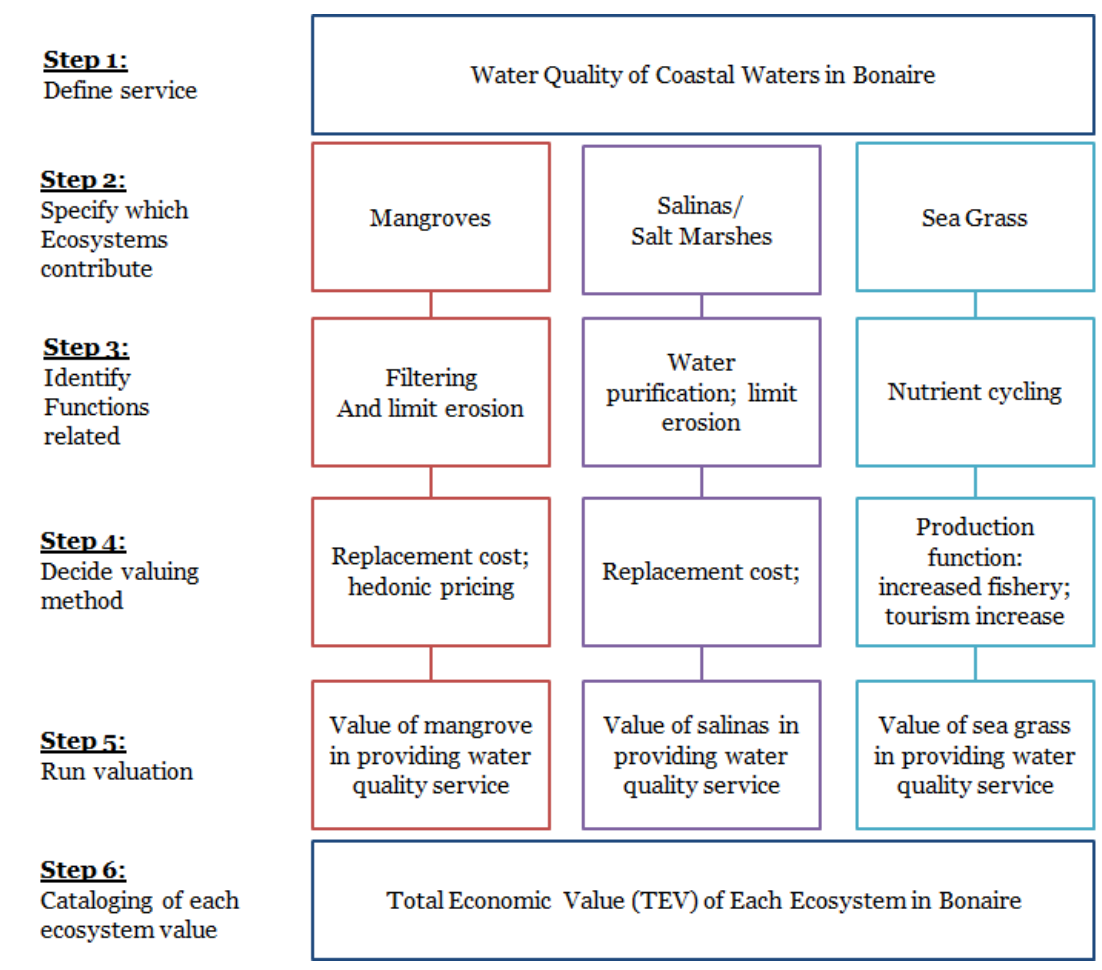 Step 1:
Define service
Water Quality of Coastal Waters in Bonaire
Step 2:
Specify which
Ecosystems
contribute
Mangroves
Salinas/
Salt Marshes
Sea Grass
Step 3:
Identify
Functions
related
Filtering
And limit erosion
Water
purification; limit
erosion
Nutrient cycling
Step 4:
Decide valuing
method
Replacement cost;
hedonic pricing
Replacement cost;
Production
function:
increased fishery;
tourism increase
Step 5:
Run valuation
Value of mangrove
in providing water
quality service
Value of salinas in
providing water
quality service
Value of sea grass
in providing water
quality service
Step 6:
Cataloging of each
ecosystem value
Total Economic Value (TEV) of Each Ecosystem in Bonaire